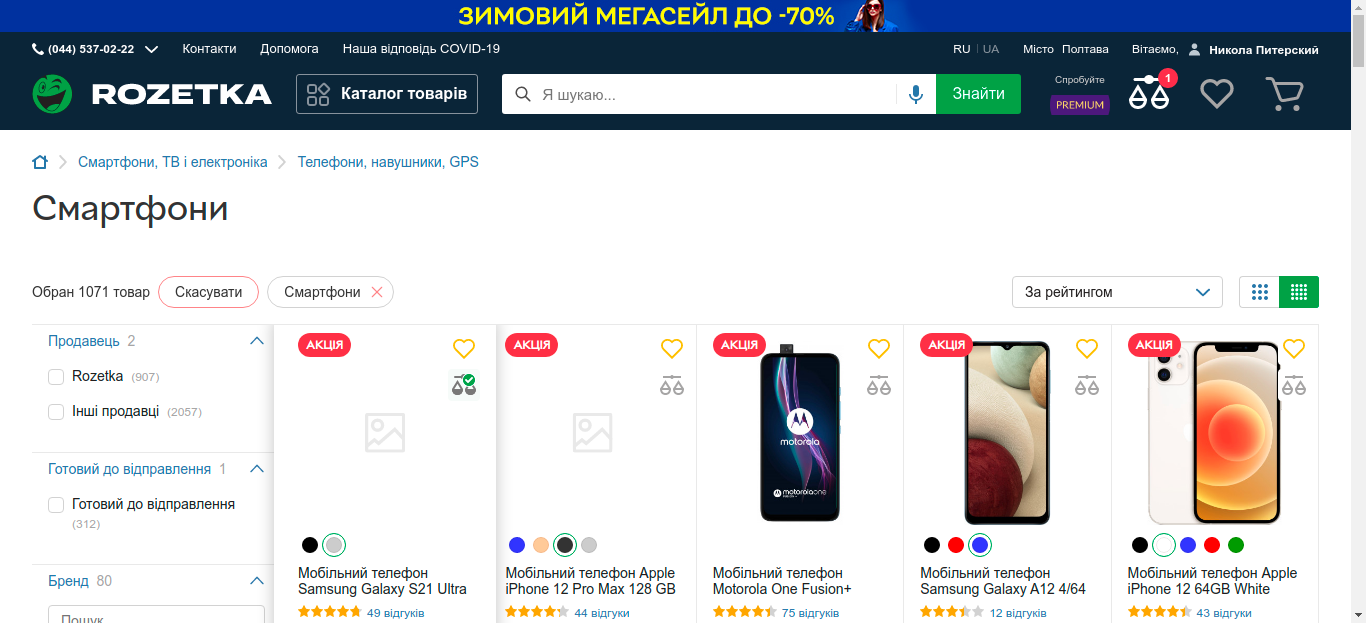 ЗИМОВИЙ МЕГАСЕЙЛ ДО -70%
(044) 537-02-22 Контакти Допомога Наша відповідь COVID-19 RU UA Місто Полтава Вітаємо, Никола Питерский
ROZETKA Каталог товарів Я шукаю... Знайти Спробуйте PREMIUM 1
Смартфони, ТВ і електроніка Телефони, навушники, GPS
Смартфони
Обран 1071 товар Скасувати Смартфони За рейтингом
Продавець 2
Rozetka (907)
Інші продавці (2057)
Готовий до відправлення 1
Готовий до відправлення
(312)
Бренд 80
Пошук
АКЦІЯ
Мобільний телефон
Samsung Galaxy S21 Ultra
49 відгуків
АКЦІЯ
Мобільний телефон Apple
iPhone 12 Pro Max 128 GB
44 відгуки
АКЦІЯ
motorola
motorola one
Мобільний телефон
Motorola One Fusion+
75 відгуків
АКЦІЯ
Мобільний телефон
Samsung Galaxy A12 4/64
12 відгуків
АКЦІЯ
Мобільний телефон Apple
iPhone 12 64GB White
43 відгуки